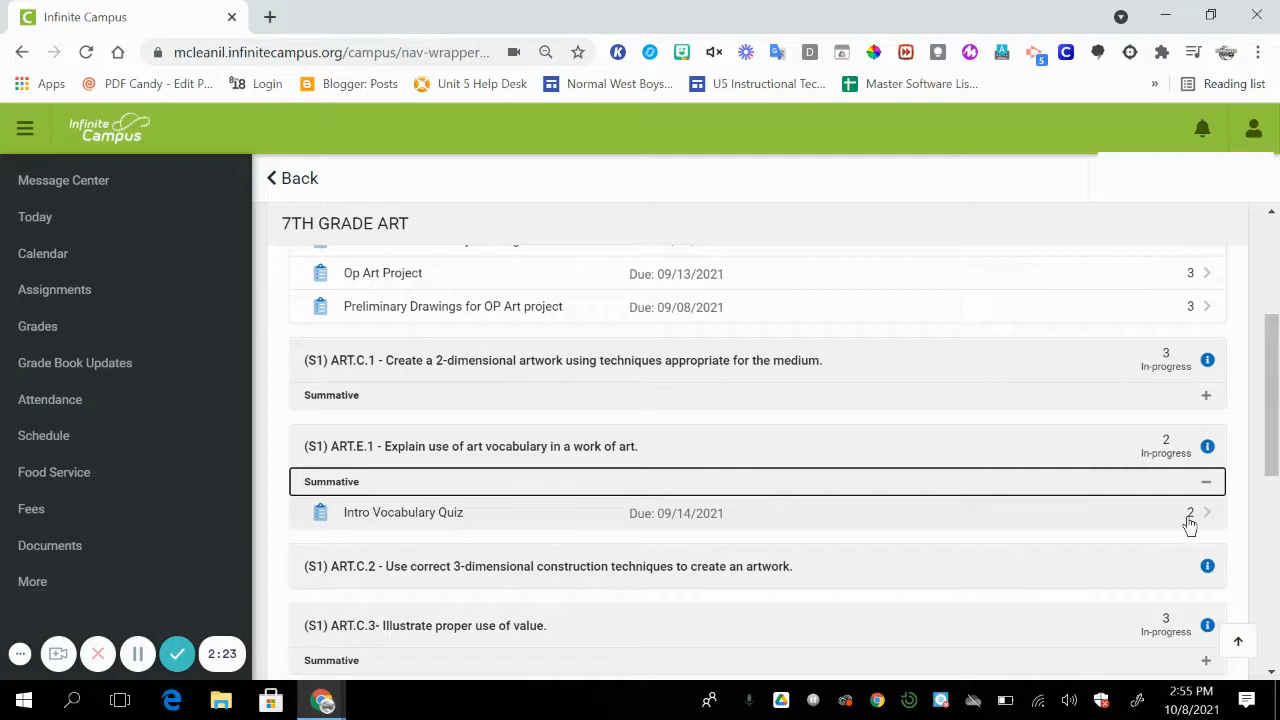 Infinite Campus
mcleanil.infinitecampus.org/campus/nav-wrapper...
5
Apps
PDF Candy - Edit P...
Login
Blogger Posts
Unit 5 Help Desk
Normal West Boys...
U5 Instructional Tec...
Master Software Lis...
»
Reading list
Infinite
Campus
Message Center
Today
Calendar
Assignments
Grades
Grade Book Updates
Attendance
Schedule
Food Service
Fees
Documents
More
Back
7TH GRADE ART
Op Art Project Due: 09/13/2021 3
Preliminary Drawings for OP Art project Due: 09/08/2021 3
(S1) ART.C.1 - Create a 2-dimensional artwork using techniques appropriate for the medium. 3
In-progress
Summative +
(S1) ART.E.1 - Explain use of art vocabulary in a work of art. 2
In-progress
Summative −
Intro Vocabulary Quiz Due: 09/14/2021 2
(S1) ART.C.2 - Use correct 3-dimensional construction techniques to create an artwork.
(S1) ART.C.3- Illustrate proper use of value. 3
In-progress
Summative +
2:23
2:55 PM
10/8/2021